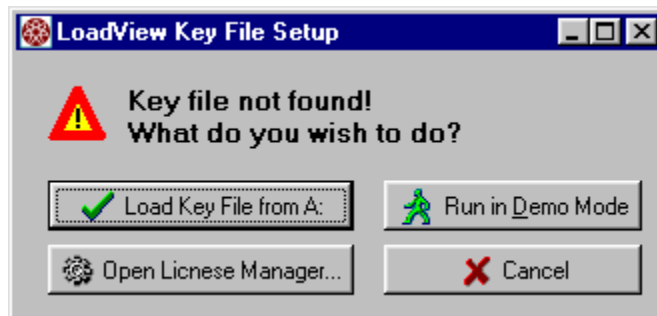 LoadView Key File Setup
Key file not found!
What do you wish to do?
Load Key File from A:
Run in Demo Mode
Open Licnese Manager...
Cancel